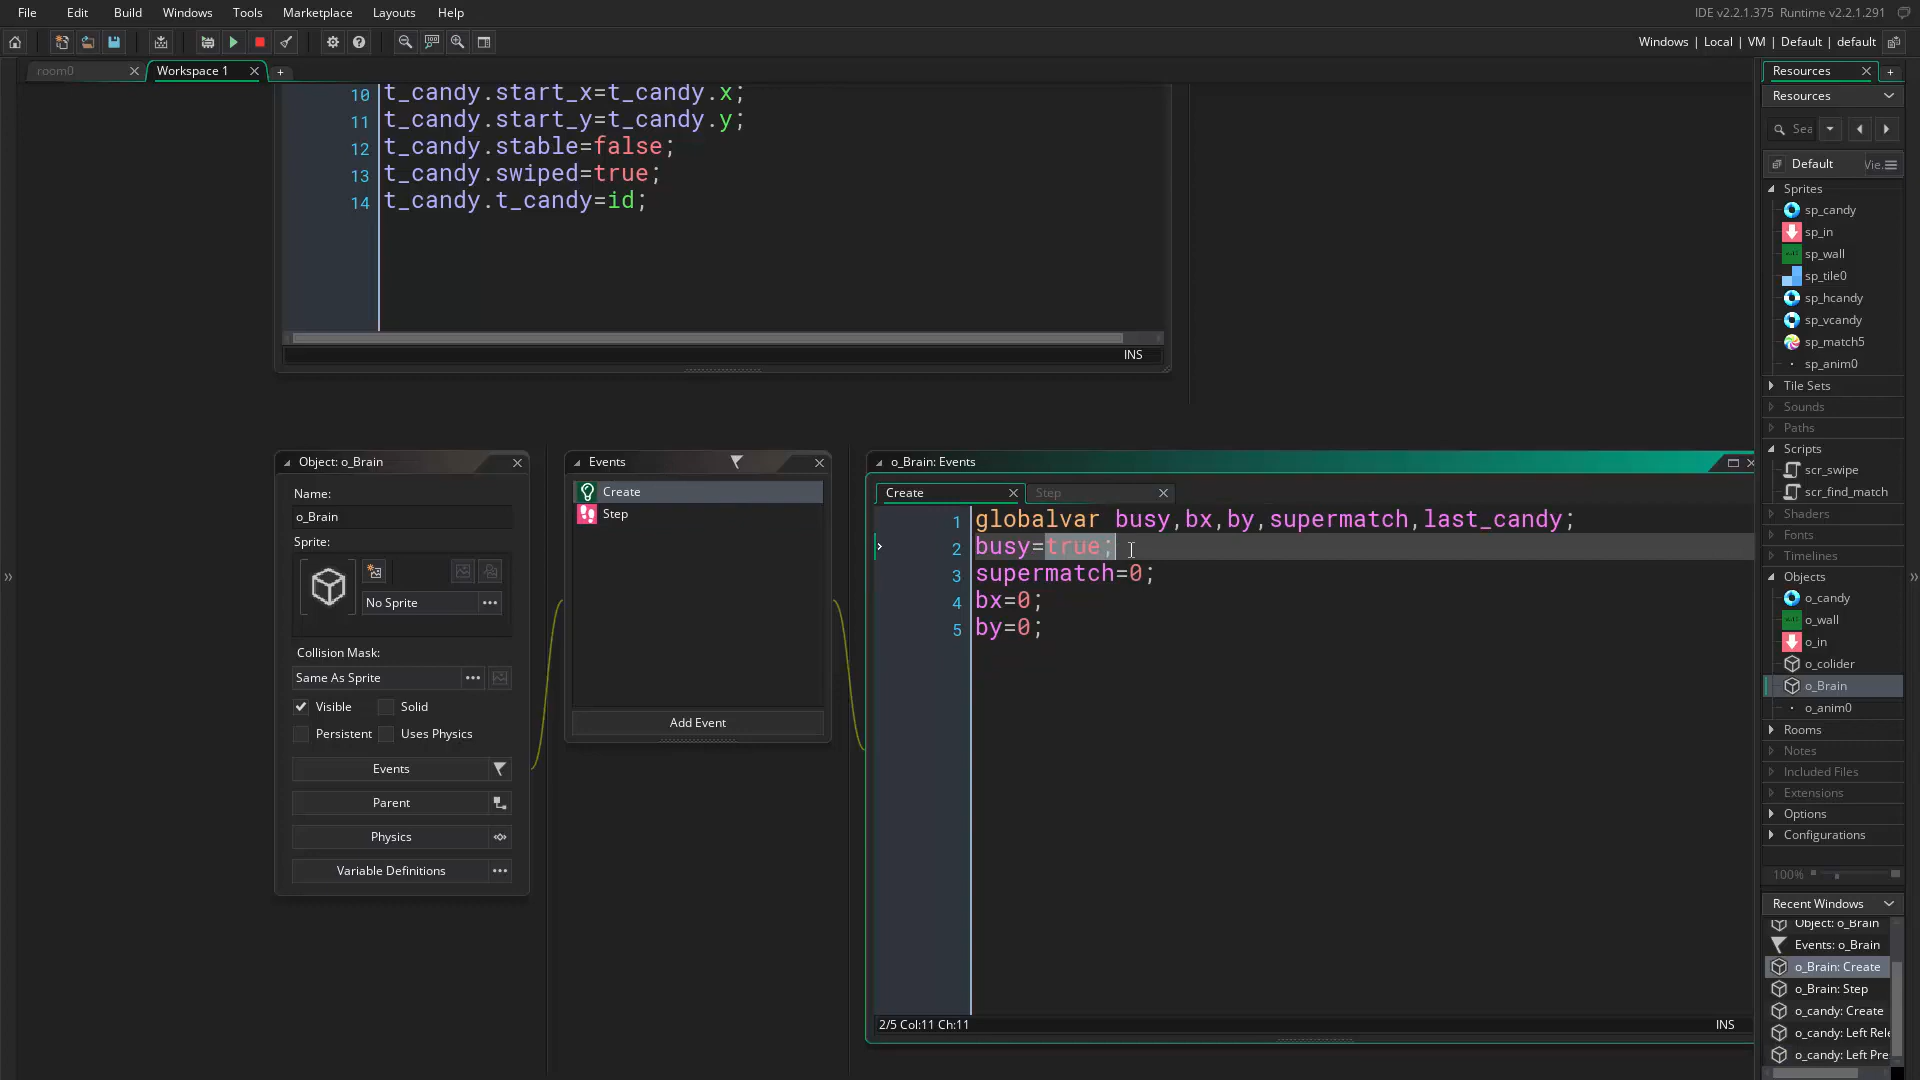 File Edit Build Windows Tools Marketplace Layouts Help
IDE v2.2.1.375 Runtime v2.2.1.291
Windows | Local | VM | Default | default
room0
Workspace 1
Resources
Resources
Sea
Default
Vie
Sprites
sp_candy
sp_in
sp_wall
sp_tile0
sp_hcandy
sp_vcandy
sp_match5
sp_anim0
Tile Sets
Sounds
Paths
Scripts
scr_swipe
scr_find_match
Shaders
Fonts
Timelines
Objects
o_candy
o_wall
o_in
o_colider
o_Brain
o_anim0
Rooms
Notes
Included Files
Extensions
Options
Configurations
100%
Recent Windows
Object: o_Brain
Events: o_Brain
o_Brain: Create
o_Brain: Step
o_candy: Create
o_candy: Left Rele
o_candy: Left Pre
10 t_candy.start_x=t_candy.x;
11 t_candy.start_y=t_candy.y;
12 t_candy.stable=false;
13 t_candy.swiped=true;
14 t_candy.t_candy=id;
INS
Object: o_Brain
Name:
o_Brain
Sprite:
No Sprite
Collision Mask:
Same As Sprite
Visible Solid
Persistent Uses Physics
Events
Parent
Physics
Variable Definitions
Events
Create
Step
Add Event
o_Brain: Events
Create
Step
1 globalvar busy,bx,by,supermatch,last_candy;
2 busy=true;
3 supermatch=0;
4 bx=0;
5 by=0;
2/5 Col:11 Ch:11
INS